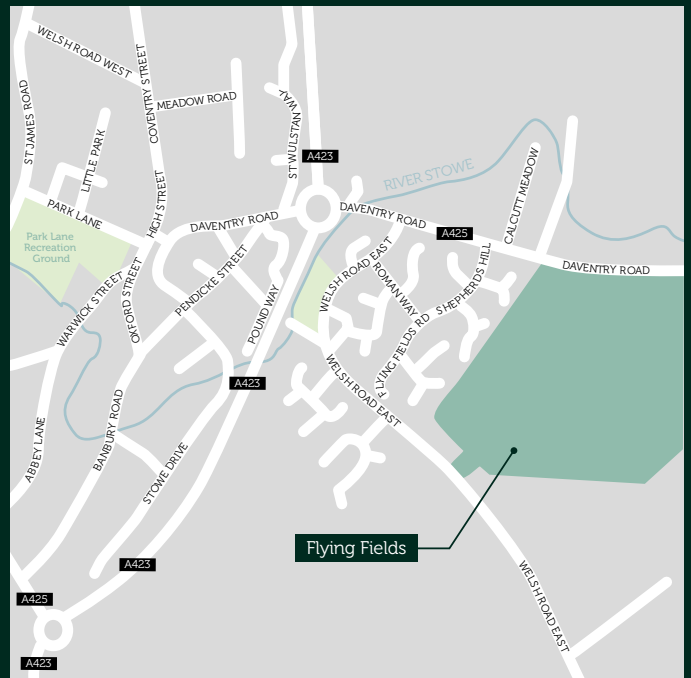 WELSH ROAD WEST
COVENTRY STREET
ST JAMES ROAD
MEADOW ROAD
ST WULSTAN WAY
LITTLE PARK
A423
RIVER STOWE
CALCUTT MEADOW
PARK LANE
HIGH STREET
DAVENTRY ROAD
DAVENTRY ROAD
A425
Park Lane
Recreation
Ground
DAVENTRY ROAD
WARWICK STREET
OXFORD STREET
PENDICKE STREET
POUND WAY
WELSH ROAD EAST
ROMAN WAY
SHEPHERDS HILL
FLYING FIELDS RD
A423
WELSH ROAD EAST
ABBEY LANE
BANBURY ROAD
STOWE DRIVE
Flying Fields
A423
A425
WELSH ROAD EAST
A423